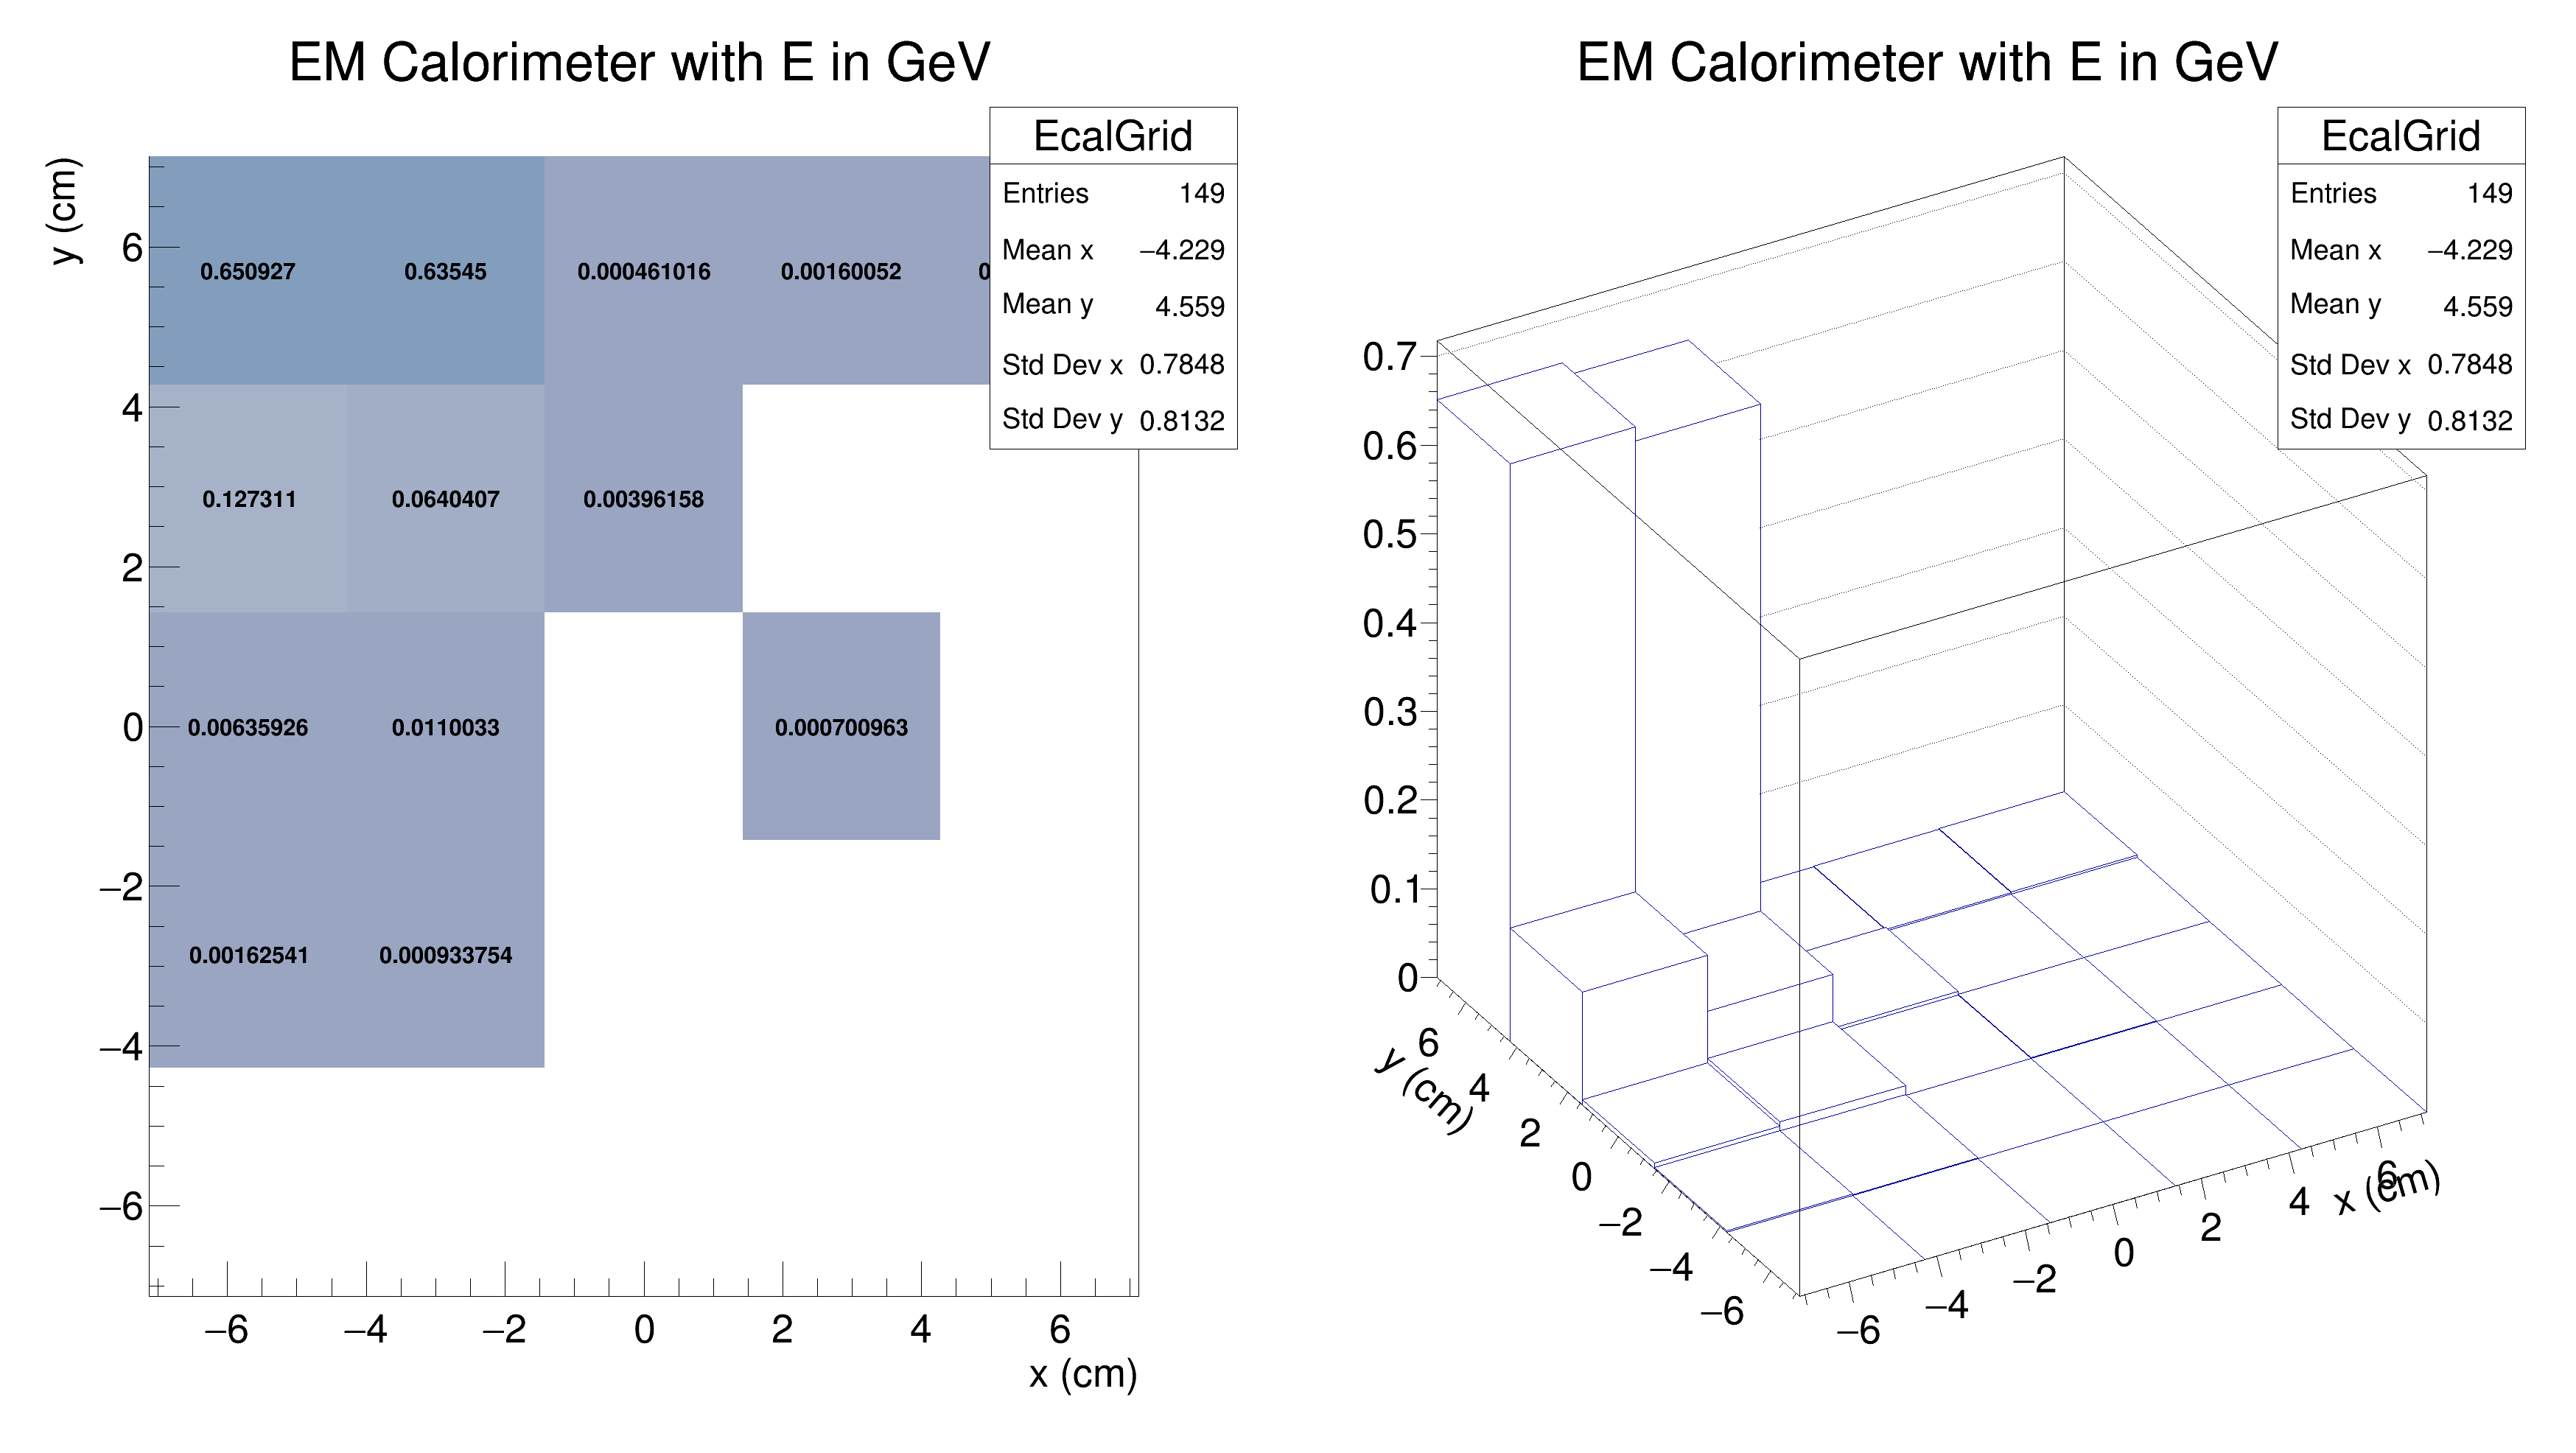 EM Calorimeter with E in GeV
EcalGrid
Entries 149
Mean x −4.229
Mean y 4.559
Std Dev x 0.7848
Std Dev y 0.8132
y (cm)
6
4
2
0
−2
−4
−6
0.650927 0.63545 0.000461016 0.00160052 0
0.127311 0.0640407 0.00396158
0.00635926 0.0110033 0.000700963
0.00162541 0.000933754
−6 −4 −2 0 2 4 6
x (cm)
EM Calorimeter with E in GeV
EcalGrid
Entries 149
Mean x −4.229
Mean y 4.559
Std Dev x 0.7848
Std Dev y 0.8132
0.7
0.6
0.5
0.4
0.3
0.2
0.1
0
y (cm)
6
4
2
0
−2
−4
−6
−6 −4 −2 0 2 4 6
x (cm)